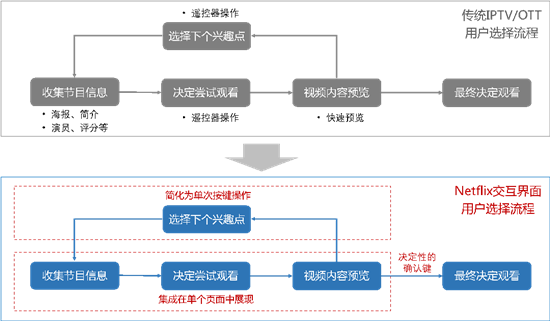 • 遥控器操作
传统IPTV/OTT
用户选择流程
选择下个兴趣点
收集节目信息
决定尝试观看
视频内容预览
最终决定观看
• 海报、简介
• 演员、评分等
• 遥控器操作
• 快速预览
Netflix交互界面
用户选择流程
简化为单次按键操作
选择下个兴趣点
决定性的
确认键
收集节目信息
决定尝试观看
视频内容预览
最终决定观看
集成在单个页面中展现